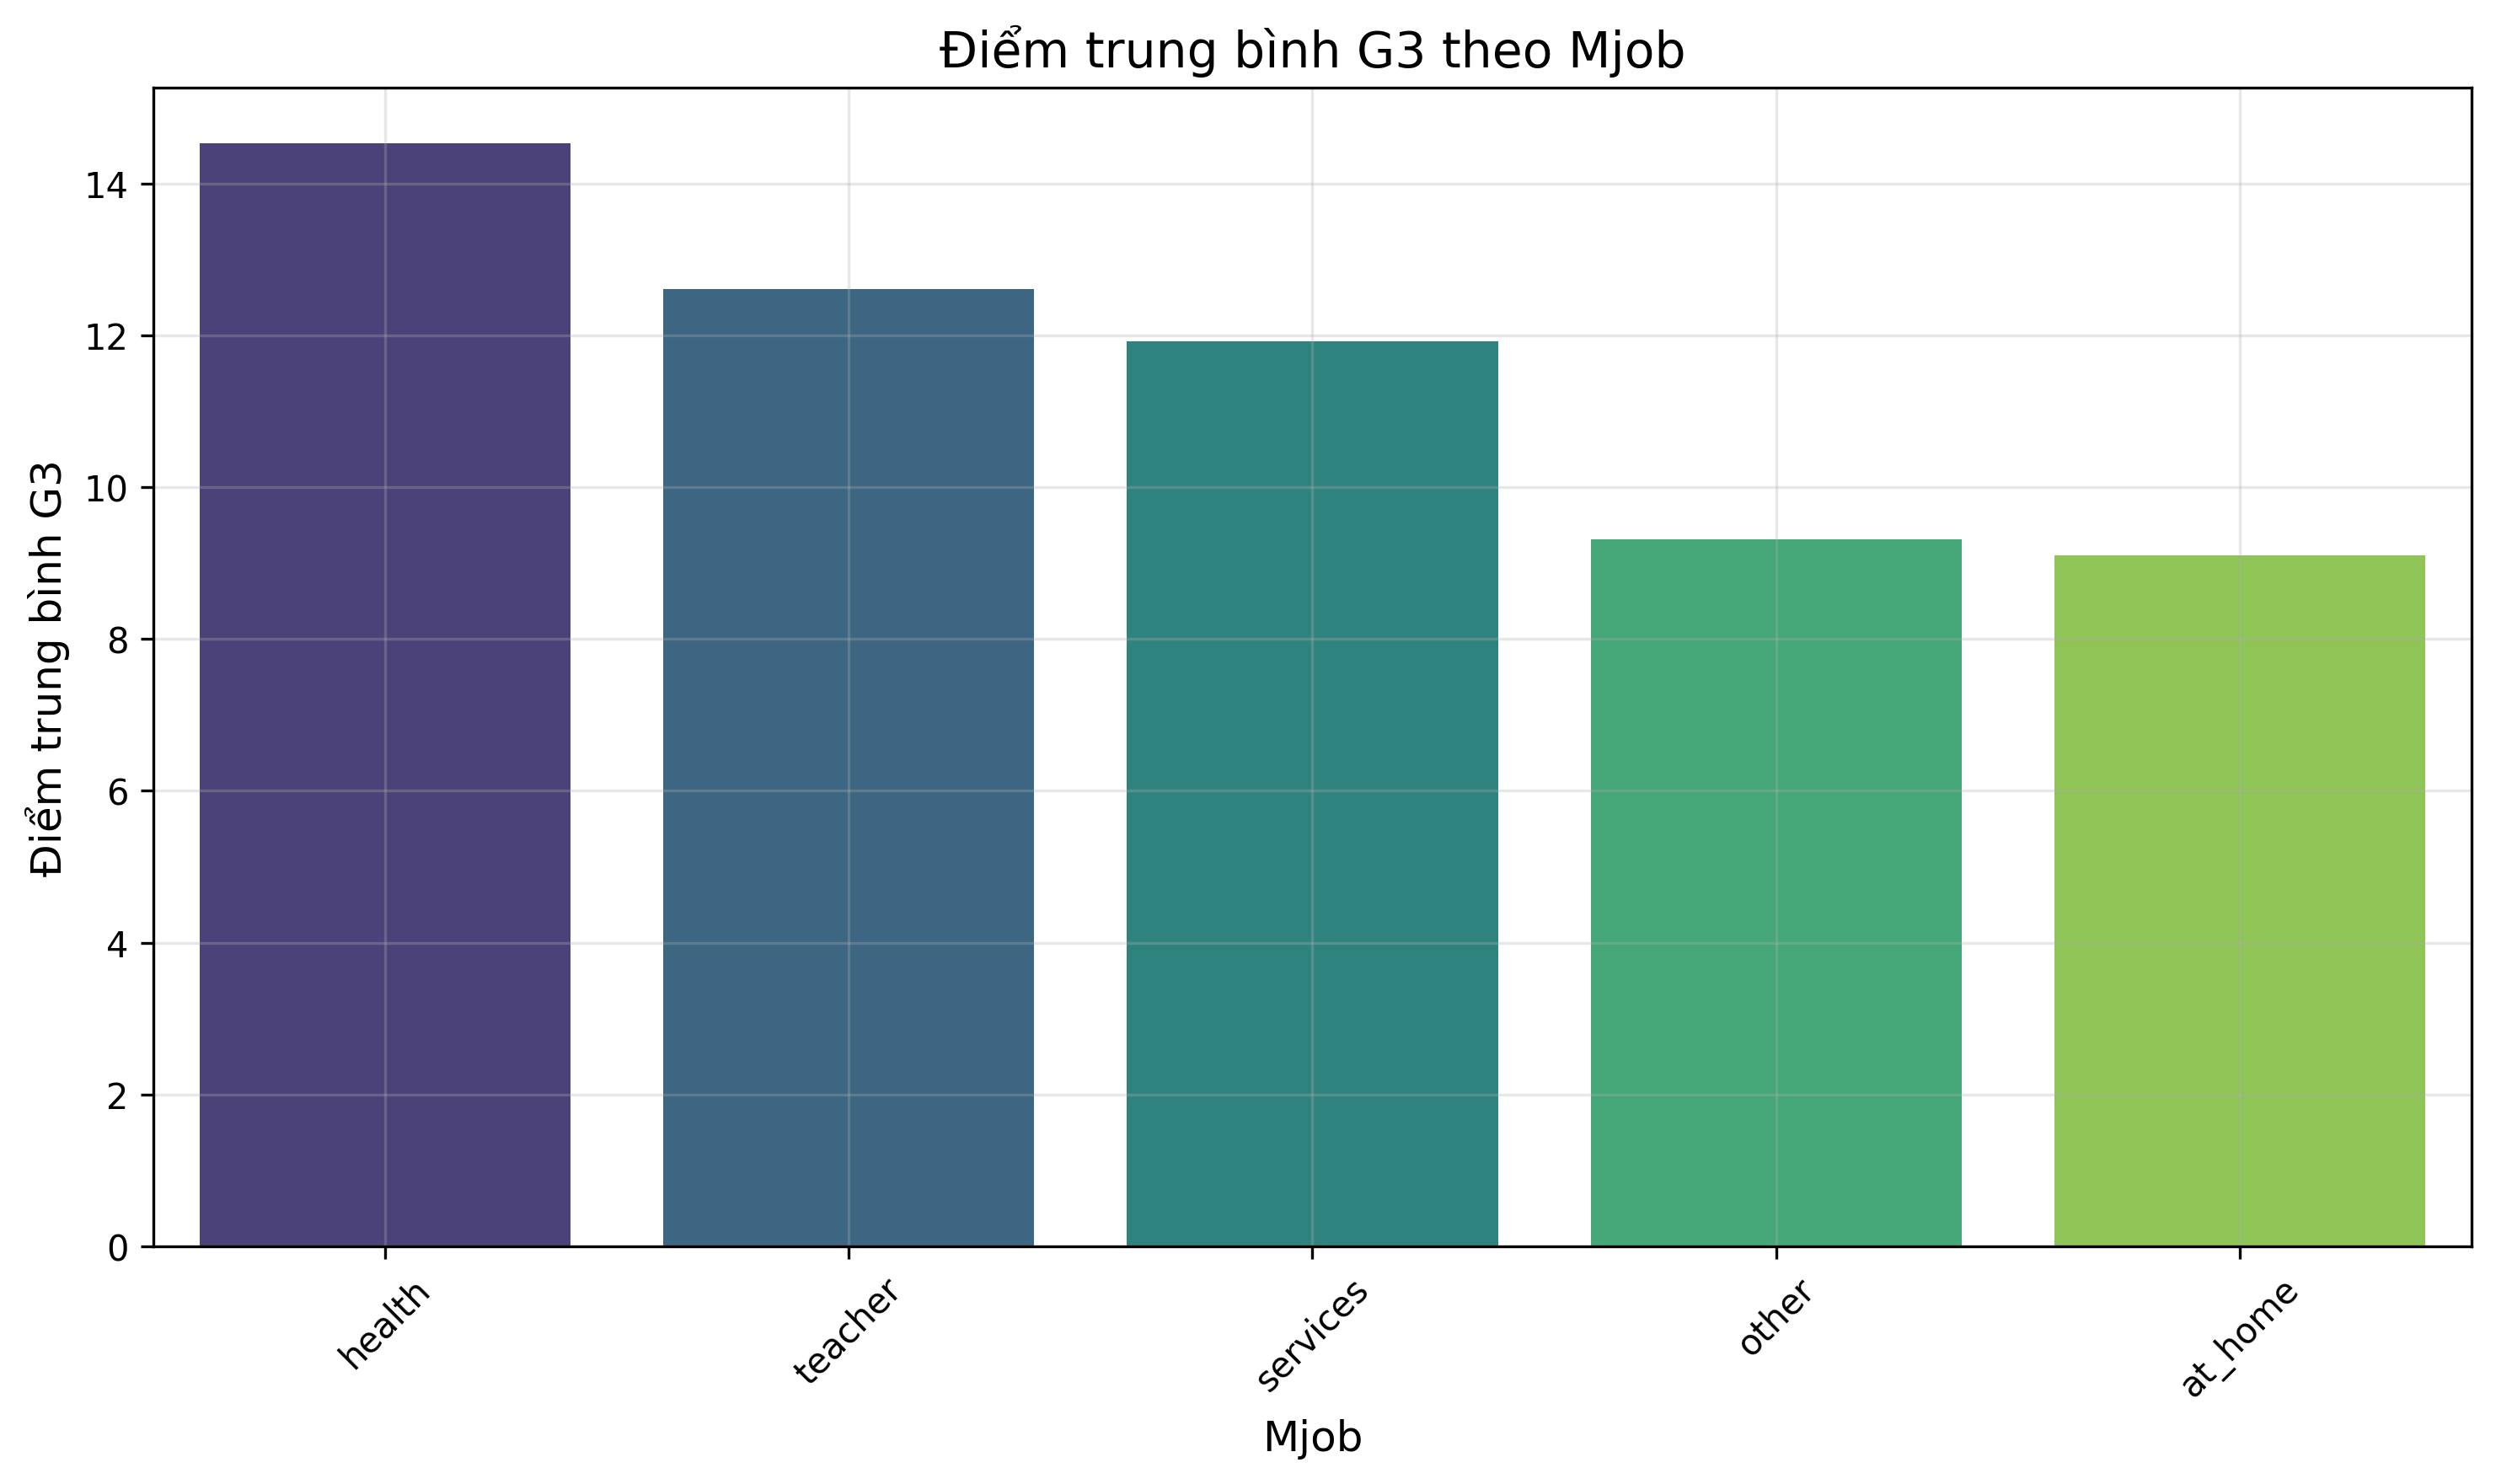 Điểm trung bình G3 theo Mjob
Điểm trung bình G3
14
12
10
8
6
4
2
0
health
teacher
services
other
at_home
Mjob